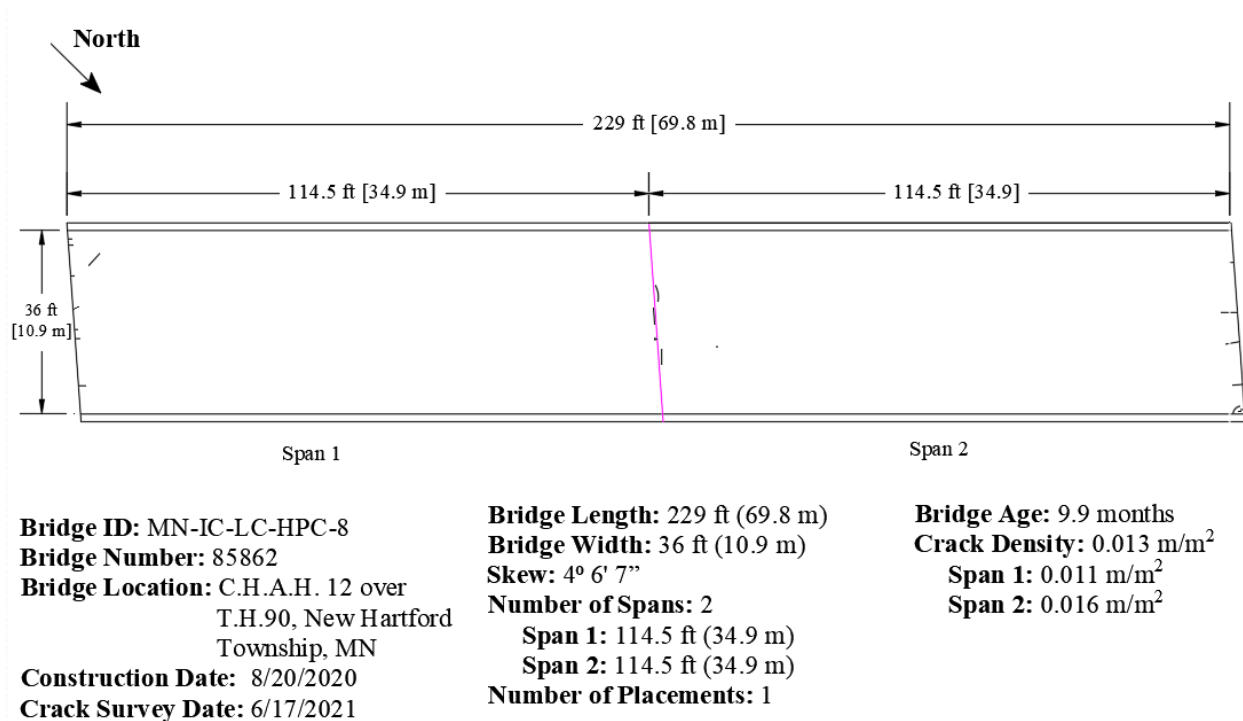 North
229 ft [69.8 m]
114.5 ft [34.9 m]
114.5 ft [34.9]
36 ft
[10.9 m]
Span 1
Span 2
Bridge ID: MN-IC-LC-HPC-8
Bridge Number: 85862
Bridge Location: C.H.A.H. 12 over
T.H.90, New Hartford
Township, MN
Construction Date: 8/20/2020
Crack Survey Date: 6/17/2021
Bridge Length: 229 ft (69.8 m)
Bridge Width: 36 ft (10.9 m)
Skew: 4º 6' 7”
Number of Spans: 2
Span 1: 114.5 ft (34.9 m)
Span 2: 114.5 ft (34.9 m)
Number of Placements: 1
Bridge Age: 9.9 months
Crack Density: 0.013 m/m²
Span 1: 0.011 m/m²
Span 2: 0.016 m/m²